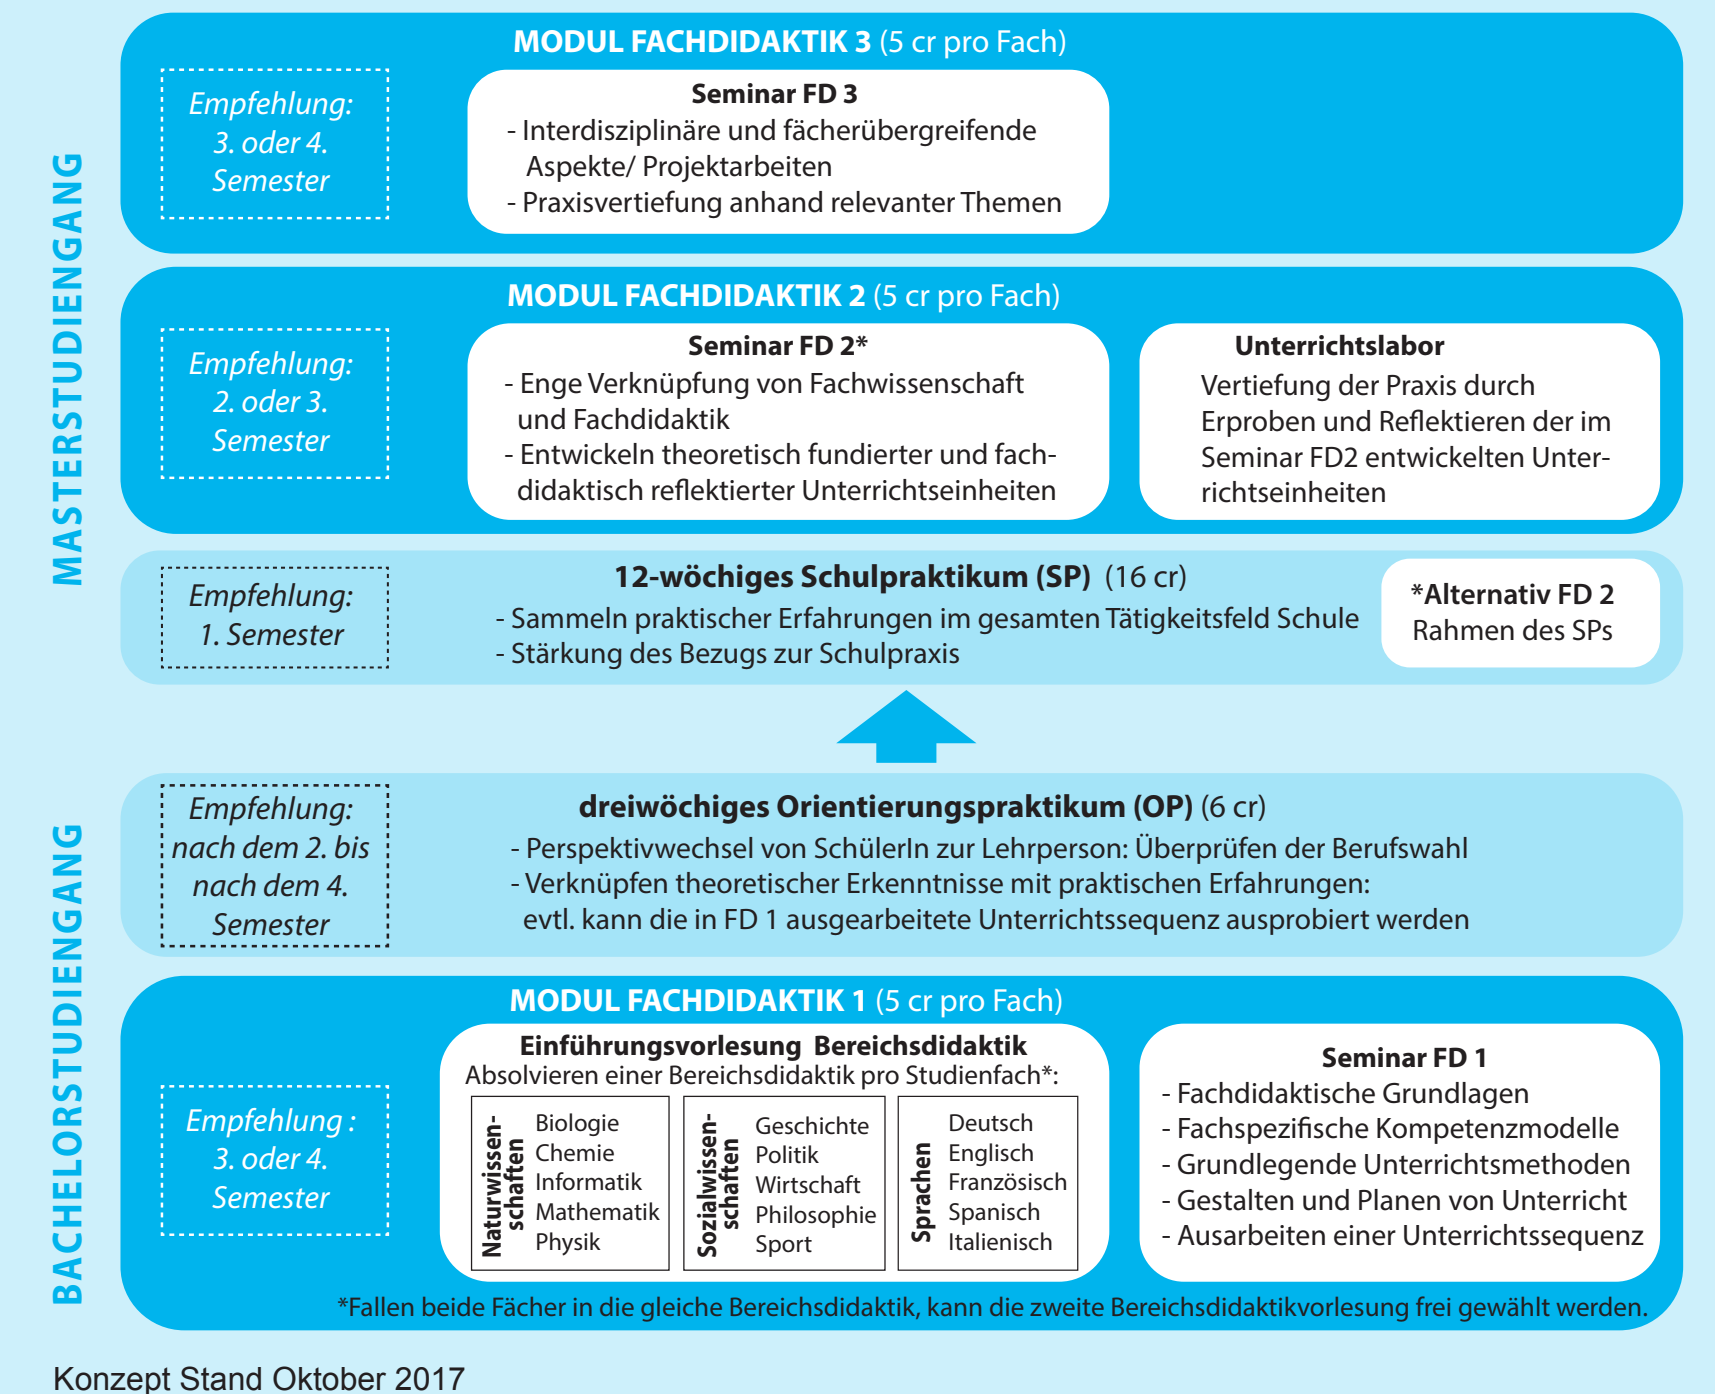 MASTERSTUDIENGANG
MODUL FACHDIDAKTIK 3 (5 cr pro Fach)
Empfehlung:
3. oder 4.
Semester
Seminar FD 3
- Interdisziplinäre und fächerübergreifende
Aspekte/ Projektarbeiten
- Praxisvertiefung anhand relevanter Themen
MODUL FACHDIDAKTIK 2 (5 cr pro Fach)
Empfehlung:
2. oder 3.
Semester
Seminar FD 2*
- Enge Verknüpfung von Fachwissenschaft
und Fachdidaktik
- Entwickeln theoretisch fundierter und fach-
didaktisch reflektierter Unterrichtseinheiten
Unterrichtslabor
Vertiefung der Praxis durch
Erproben und Reflektieren der im
Seminar FD2 entwickelten Unter-
richtseinheiten
Empfehlung:
1. Semester
12-wöchiges Schulpraktikum (SP) (16 cr)
- Sammeln praktischer Erfahrungen im gesamten Tätigkeitsfeld Schule
- Stärkung des Bezugs zur Schulpraxis
*Alternativ FD 2
Rahmen des SPs
BACHELORSTUDIENGANG
Empfehlung:
nach dem 2. bis
nach dem 4.
Semester
dreiwöchiges Orientierungspraktikum (OP) (6 cr)
- Perspektivwechsel von SchülerIn zur Lehrperson: Überprüfen der Berufswahl
- Verknüpfen theoretischer Erkenntnisse mit praktischen Erfahrungen:
evtl. kann die in FD 1 ausgearbeitete Unterrichtssequenz ausprobiert werden
MODUL FACHDIDAKTIK 1 (5 cr pro Fach)
Empfehlung :
3. oder 4.
Semester
Einführungsvorlesung Bereichsdidaktik
Absolvieren einer Bereichsdidaktik pro Studienfach*:
Naturwissen-
schaften
Biologie
Chemie
Informatik
Mathematik
Physik
Sozialwissen-
schaften
Geschichte
Politik
Wirtschaft
Philosophie
Sport
Sprachen
Deutsch
Englisch
Französisch
Spanisch
Italienisch
Seminar FD 1
- Fachdidaktische Grundlagen
- Fachspezifische Kompetenzmodelle
- Grundlegende Unterrichtsmethoden
- Gestalten und Planen von Unterricht
- Ausarbeiten einer Unterrichtssequenz
*Fallen beide Fächer in die gleiche Bereichsdidaktik, kann die zweite Bereichsdidaktikvorlesung frei gewählt werden.
Konzept Stand Oktober 2017